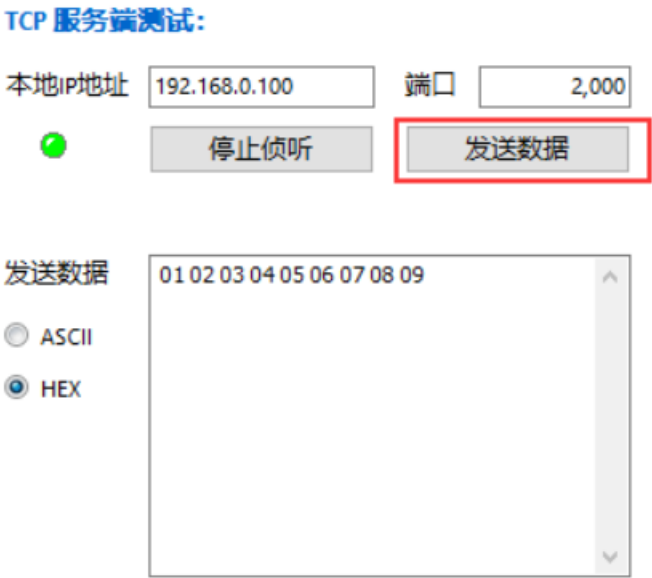 TCP 服务端测试:
本地IP地址 192.168.0.100 端口 2,000
停止侦听 发送数据
发送数据 01 02 03 04 05 06 07 08 09
ASCII
HEX